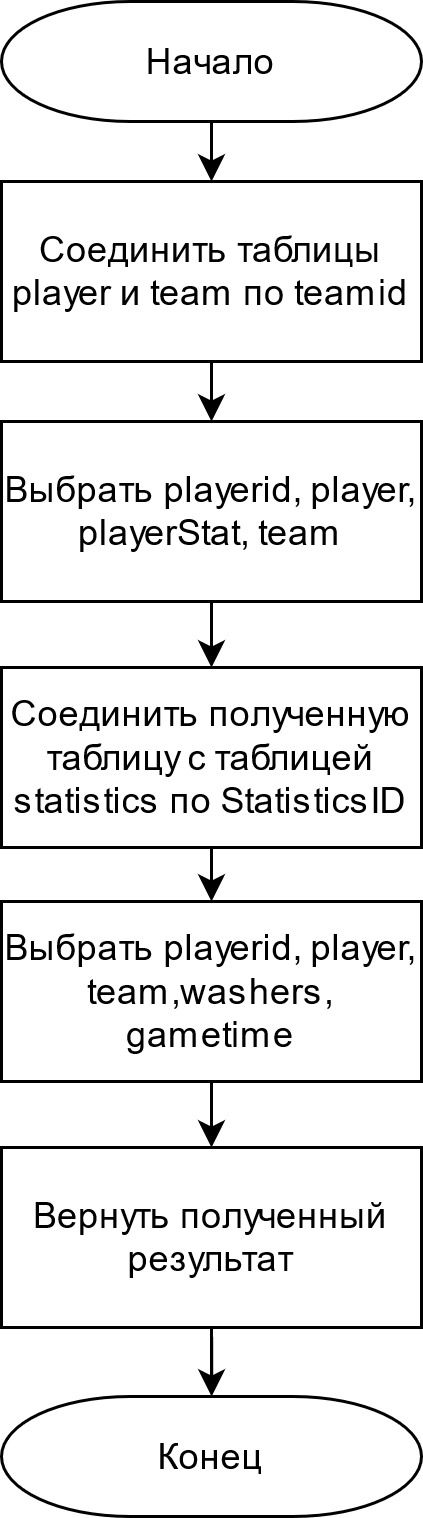 Начало
Соединить таблицы
player и team по teamid
Выбрать playerid, player,
playerStat, team
Соединить полученную
таблицу с таблицей
statistics по StatisticsID
Выбрать playerid, player,
team,washers,
gametime
Вернуть полученный
результат
Конец